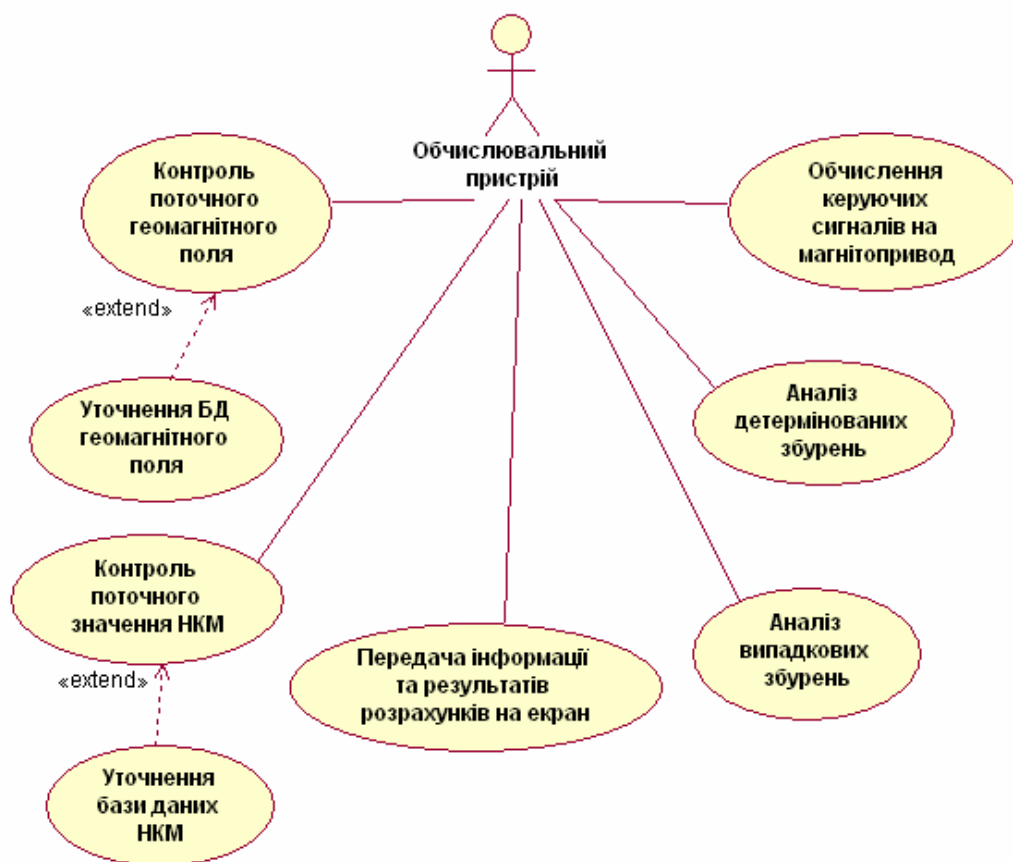 Обчислювальний
пристрій
Контроль
поточного
геомагнітного
поля
Обчислення
керуючих
сигналів на
магнітопривод
«extend»
Уточнення БД
геомагнітного
поля
Аналіз
детермінованих
збурень
Контроль
поточного
значення НКМ
Аналіз
випадкових
збурень
Передача інформації
та результатів
розрахунків на екран
«extend»
Уточнення
бази даних
НКМ